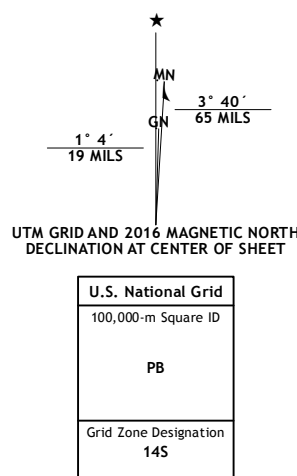 MN
3° 40´
65 MILS
GN
1° 4´
19 MILS
UTM GRID AND 2016 MAGNETIC NORTH
DECLINATION AT CENTER OF SHEET
U.S. National Grid
100,000-m Square ID
PB
Grid Zone Designation
14S